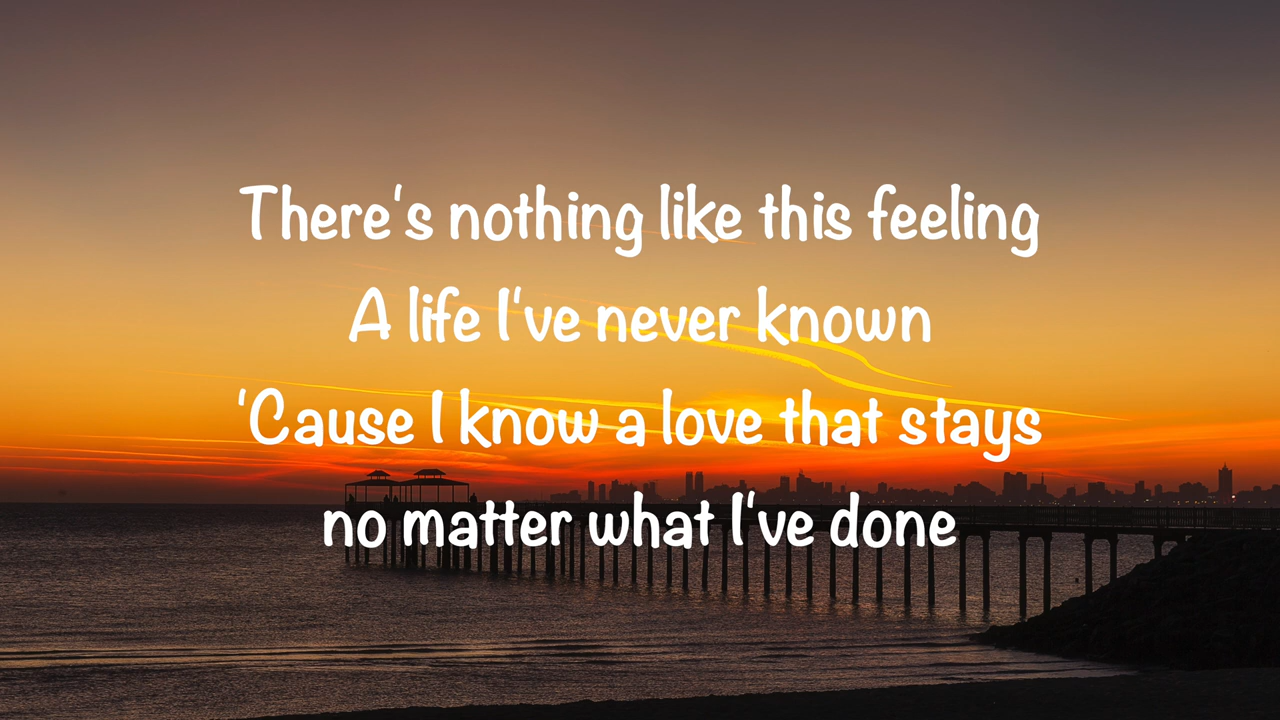 There's nothing like this feeling
A life I've never known
'Cause I know a love that stays
no matter what I've done